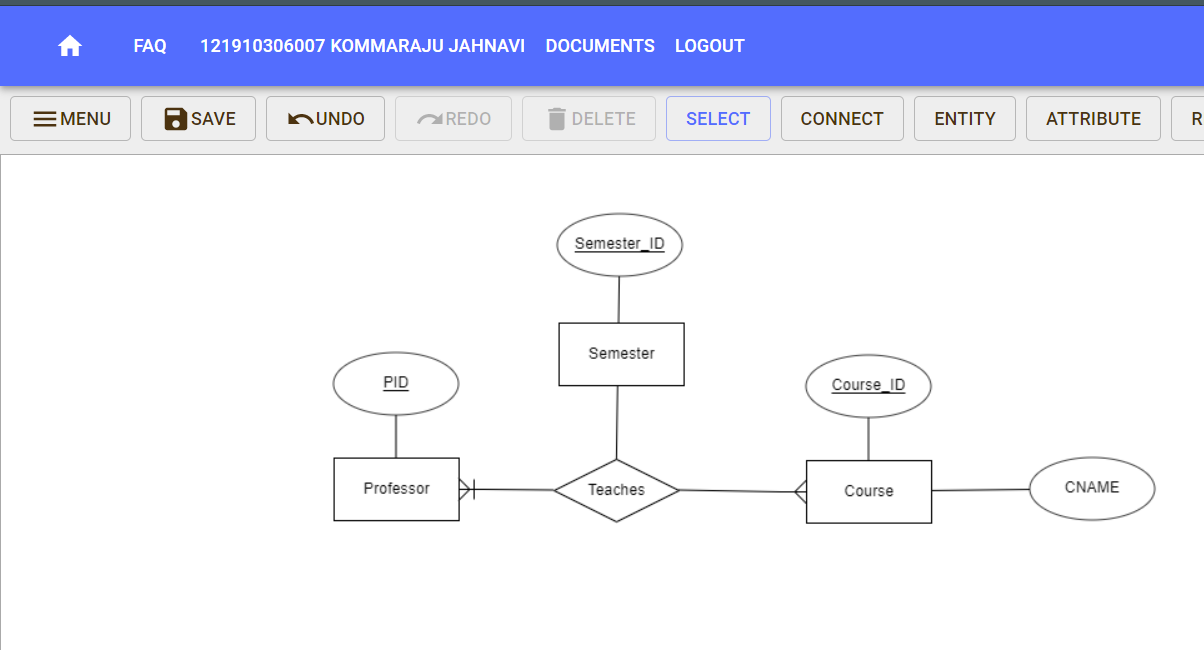 FAQ 121910306007 KOMMARAJU JAHNAVI DOCUMENTS LOGOUT
MENU SAVE UNDO REDO DELETE SELECT CONNECT ENTITY ATTRIBUTE R
Semester_ID
Semester
PID
Course_ID
Professor Teaches Course CNAME